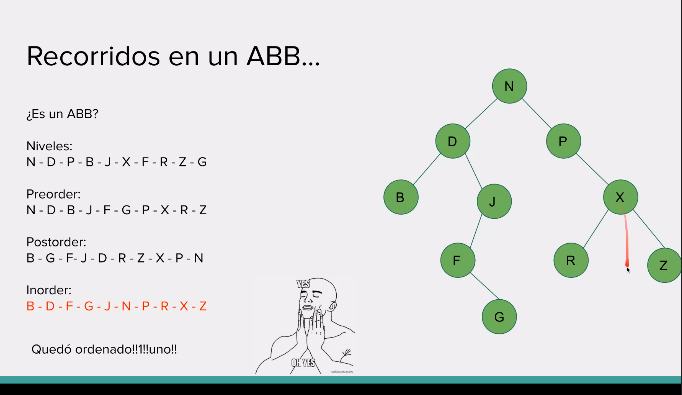 Recorridos en un ABB...
¿Es un ABB?
Niveles:
N - D - P - B - J - X - F - R - Z - G
Preorder:
N - D - B - J - F - G - P - X - R - Z
Postorder:
B - G - F- J - D - R - Z - X - P - N
Inorder:
B - D - F - G - J - N - P - R - X - Z
Quedó ordenado!!1!!uno!!
YES
OH YES
N
D
P
B
J
X
F
R
Z
G